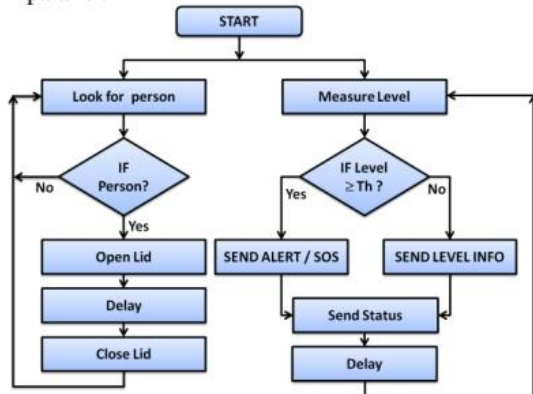 START
Look for person
Measure Level
IF
Person?
No
Yes
IF Level
≥ Th ?
Yes
No
Open Lid
SEND ALERT / SOS
SEND LEVEL INFO
Delay
Send Status
Close Lid
Delay